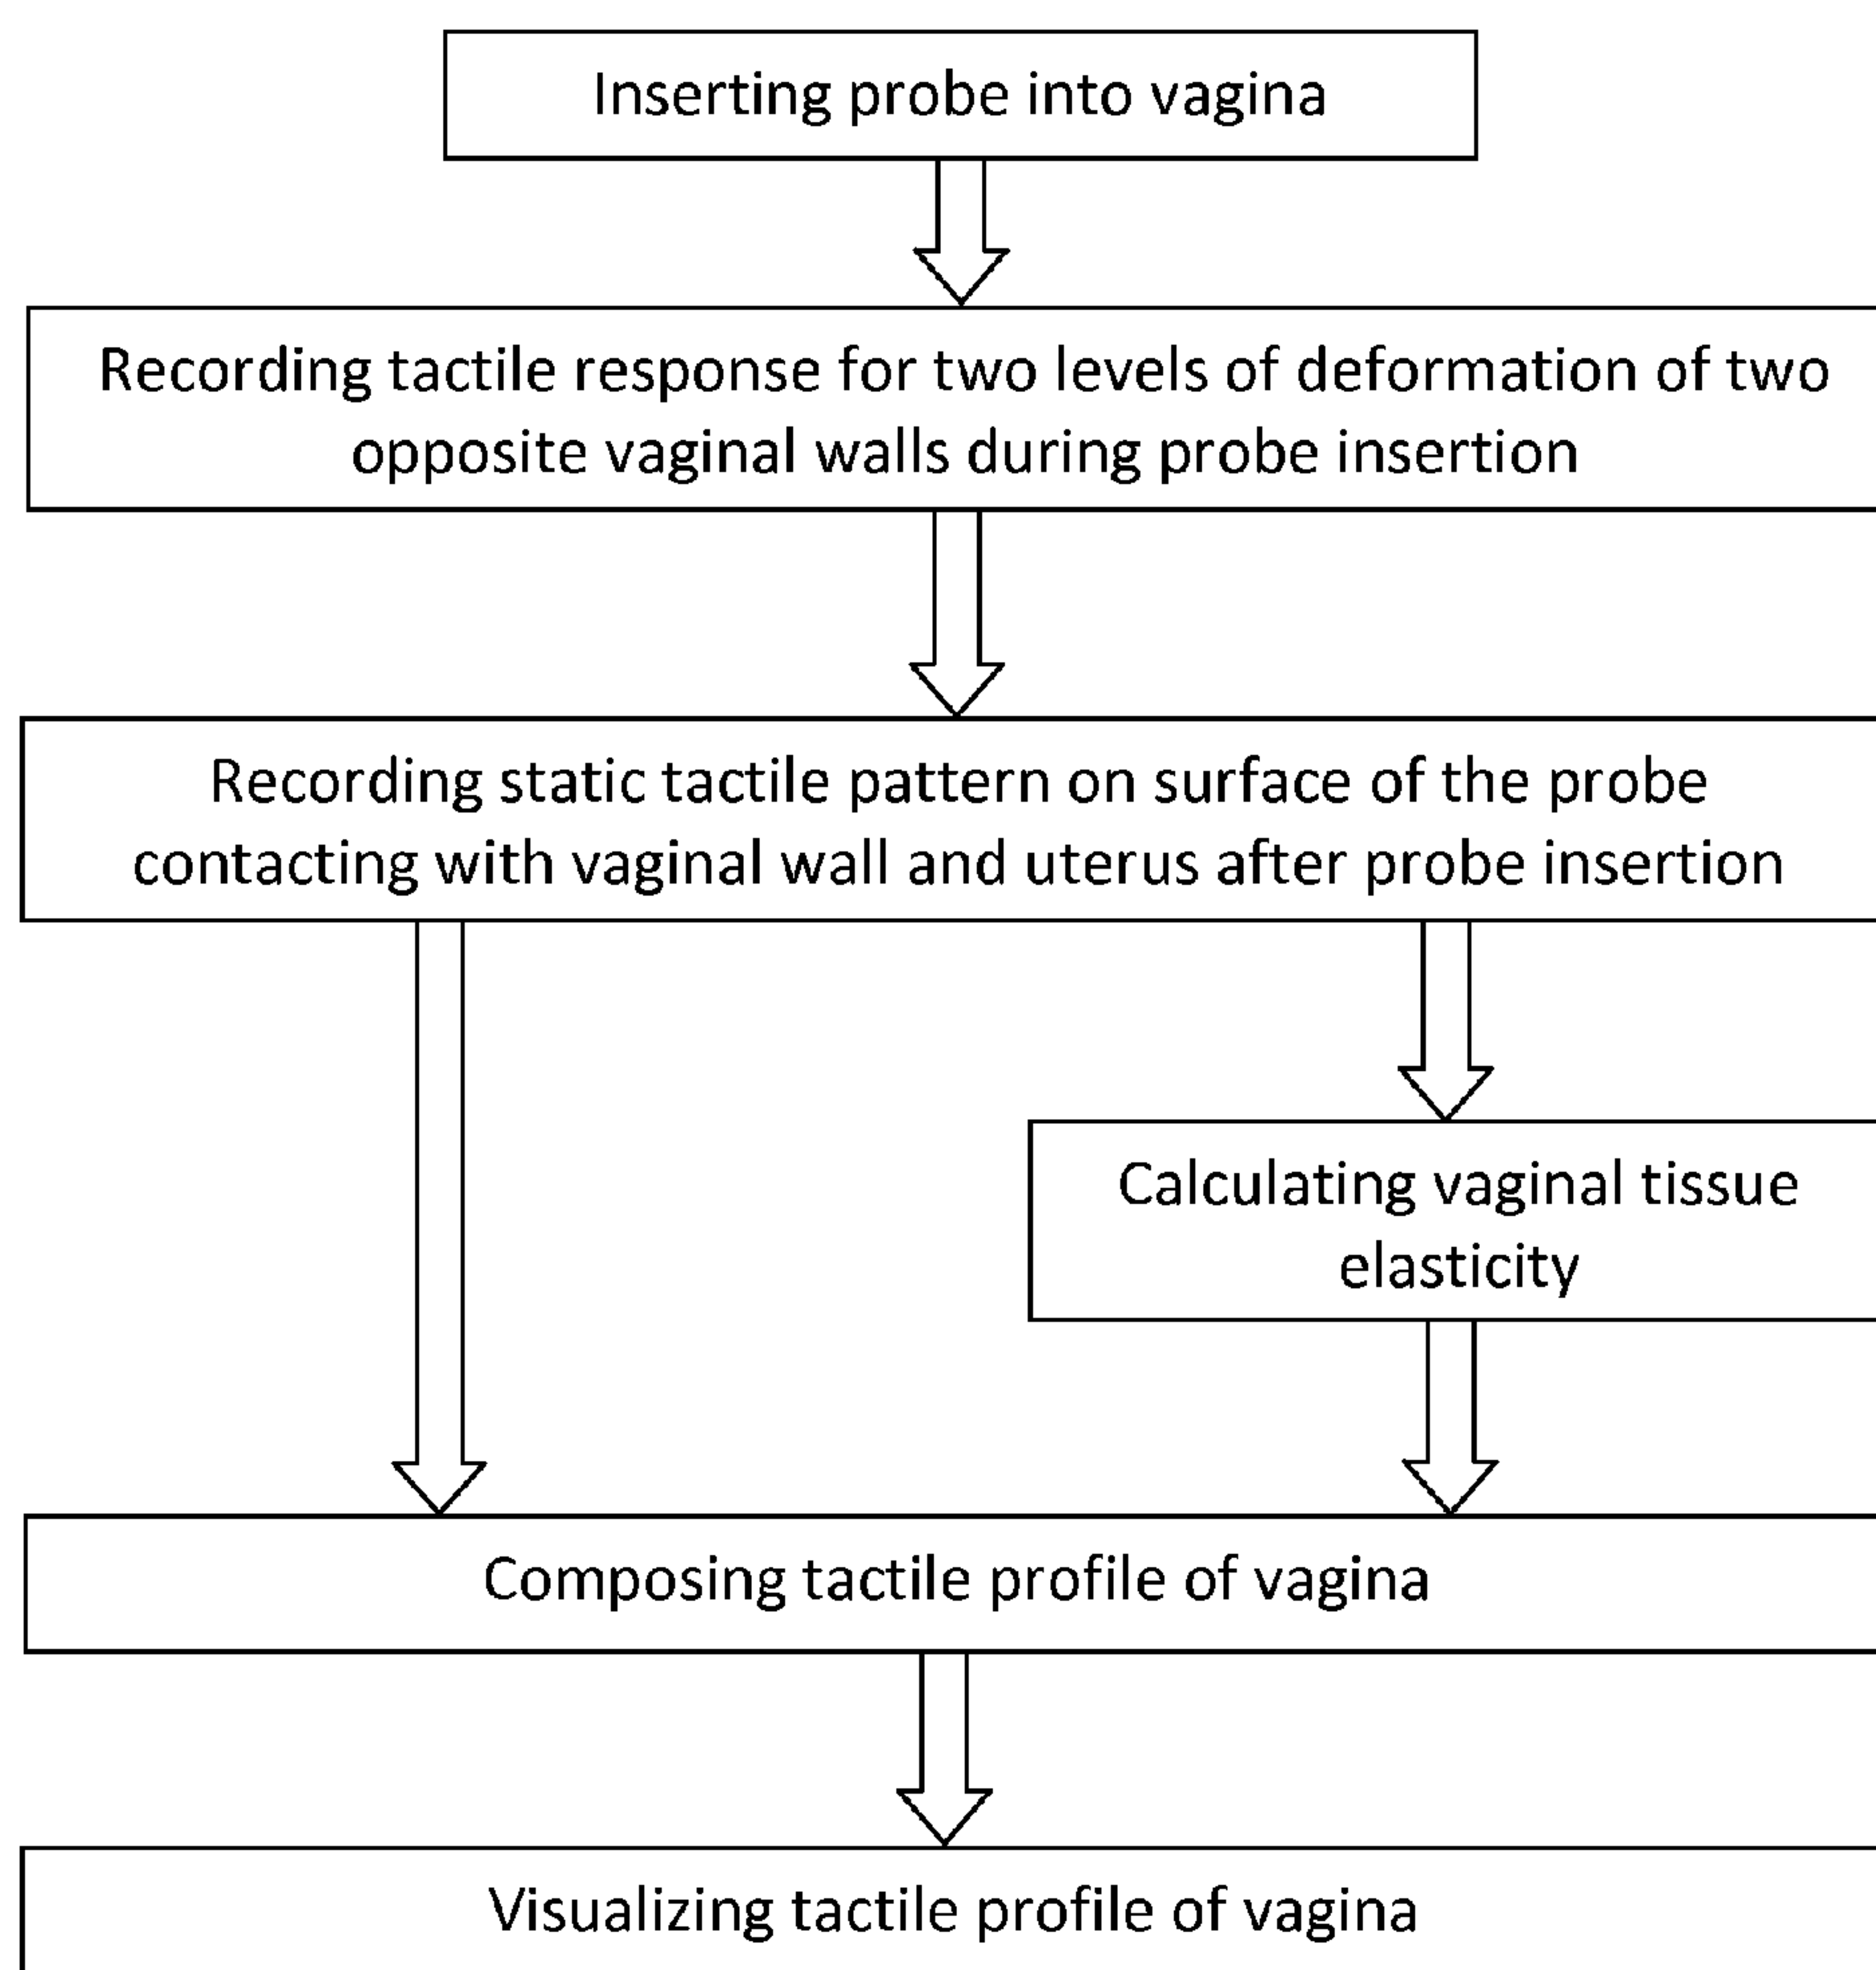 Inserting probe into vagina
Recording tactile response for two levels of deformation of two
opposite vaginal walls during probe insertion
Recording static tactile pattern on surface of the probe
contacting with vaginal wall and uterus after probe insertion
Calculating vaginal tissue
elasticity
Composing tactile profile of vagina
Visualizing tactile profile of vagina